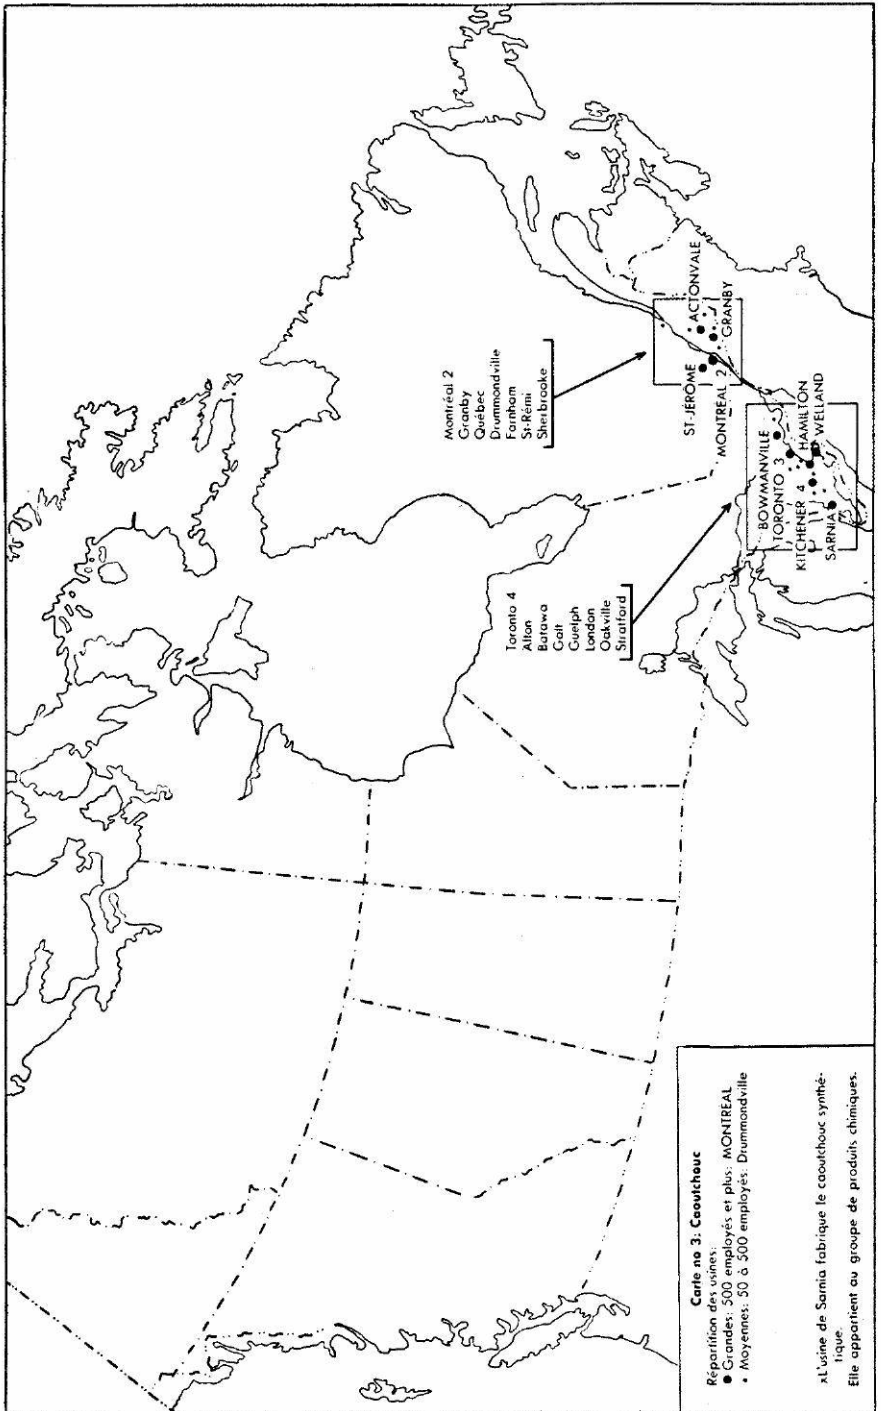 Carte no 3: Caoutchouc
Répartition des usines:
● Grandes: 500 employés et plus: MONTREAL
• Moyennes: 50 à 500 employés: Drummondville
xL'usine de Sarnia fabrique le caoutchouc synthé-
tique.
Elle appartient au groupe de produits chimiques.
Toronto 4
Alton
Batawa
Galt
Guelph
London
Oakville
Stratford
Montréal 2
Granby
Québec
Drummondville
Farnham
St-Rémi
Sherbrooke
BOWMANVILLE
TORONTO 3
KITCHENER 4
SARNIA
HAMILTON
WELLAND
ST-JÉRÔME
MONTREAL 2
ACTONVALE
GRANBY